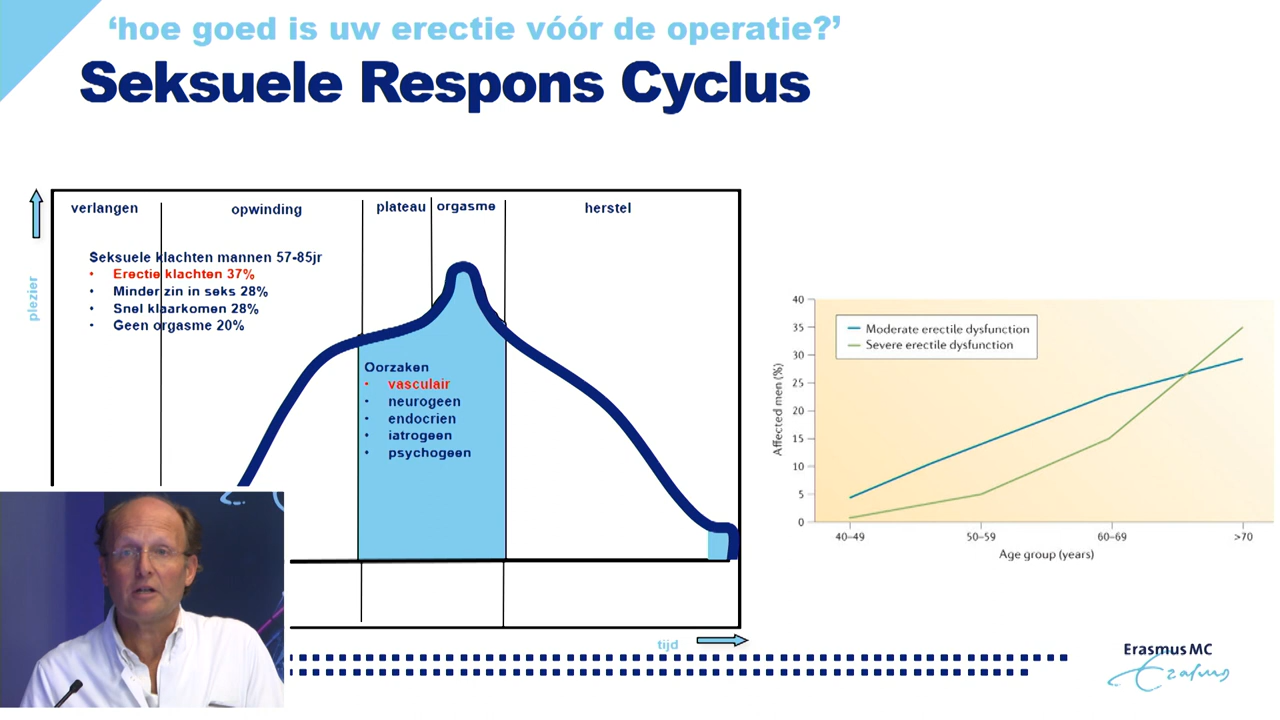 ‘hoe goed is uw erectie vóór de operatie?’
Seksuele Respons Cyclus
verlangen
opwinding
plateau
orgasme
herstel
plezier
Seksuele klachten mannen 57-85jr
• Erectie klachten 37%
• Minder zin in seks 28%
• Snel klaarkomen 28%
• Geen orgasme 20%
Oorzaken
• vasculair
• neurogeen
• endocrien
• iatrogeen
• psychogeen
tijd
40
35
30
25
20
15
10
5
0
Affected men (%)
Moderate erectile dysfunction
Severe erectile dysfunction
40–49
50–59
60–69
>70
Age group (years)
Erasmus MC
Erasmus